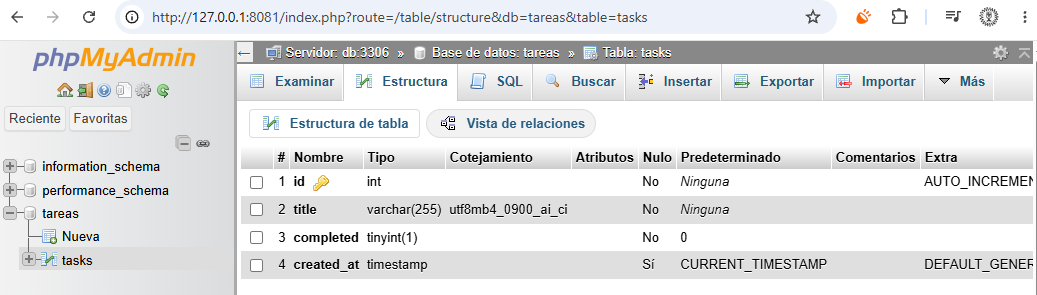 http://127.0.0.1:8081/index.php?route=/table/structure&db=tareas&table=tasks
phpMyAdmin
Reciente Favoritas
information_schema
performance_schema
tareas
Nueva
tasks
Servidor: db:3306 » Base de datos: tareas » Tabla: tasks
Examinar Estructura SQL Buscar Insertar Exportar Importar Más
Estructura de tabla Vista de relaciones
# Nombre Tipo Cotejamiento Atributos Nulo Predeterminado Comentarios Extra
1 id int No Ninguna AUTO_INCREMEN
2 title varchar(255) utf8mb4_0900_ai_ci No Ninguna
3 completed tinyint(1) No 0
4 created_at timestamp Sí CURRENT_TIMESTAMP DEFAULT_GENER